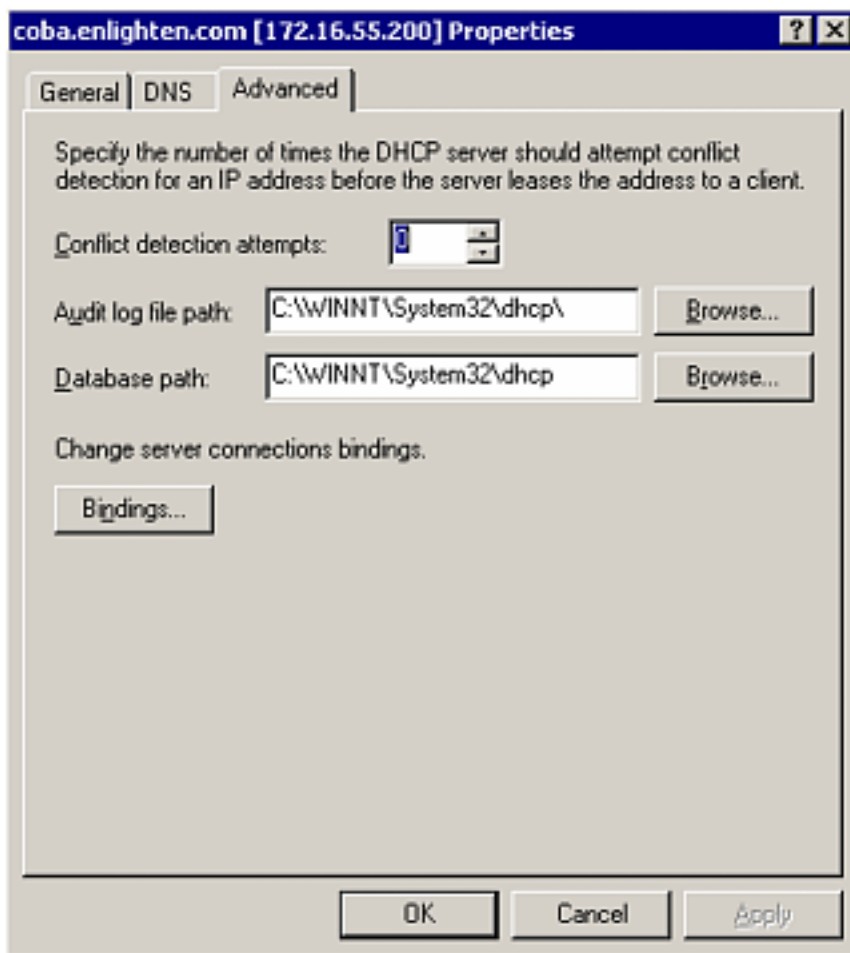 coba.enlighten.com [172.16.55.200] Properties
General DNS Advanced
Specify the number of times the DHCP server should attempt conflict
detection for an IP address before the server leases the address to a client.
Conflict detection attempts: 0
Audit log file path: C:\WINNT\System32\dhcp\ Browse...
Database path: C:\WINNT\System32\dhcp Browse...
Change server connections bindings.
Bindings...
OK Cancel Apply